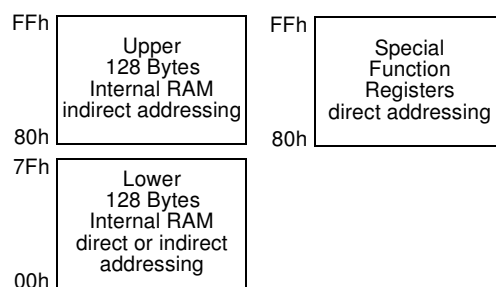 FFh
Upper
128 Bytes
Internal RAM
indirect addressing
80h
FFh
Special
Function
Registers
direct addressing
80h
7Fh
Lower
128 Bytes
Internal RAM
direct or indirect
addressing
00h